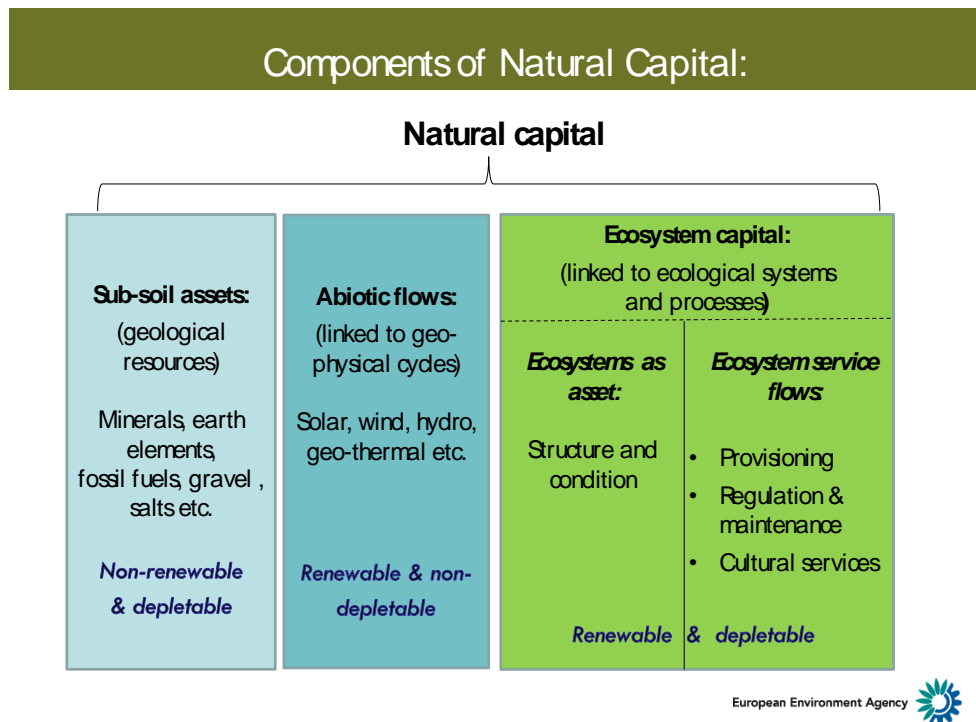 Components of Natural Capital:
Natural capital
Sub-soil assets:
(geological
resources)
Minerals, earth
elements,
fossil fuels, gravel ,
salts etc.
Non-renewable
& depletable
Abiotic flows:
(linked to geo-
physical cycles)
Solar, wind, hydro,
geo-thermal etc.
Renewable & non-
depletable
Ecosystem capital:
(linked to ecological systems
and processes)
Ecosystems as
asset:
Structure and
condition
Ecosystem service
flows:
• Provisioning
• Regulation &
maintenance
• Cultural services
Renewable & depletable
European Environment Agency